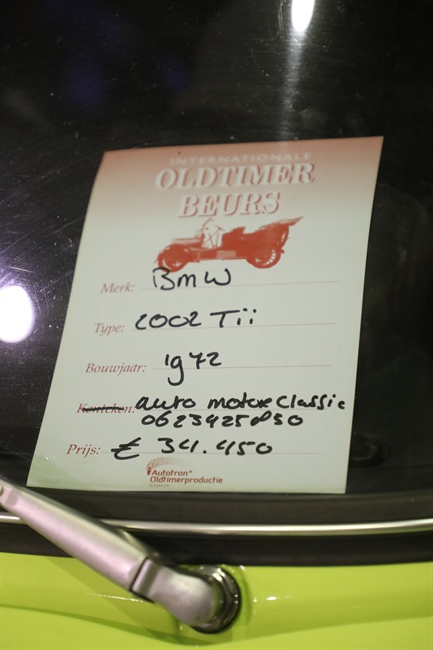 INTERNATIONALE
OLDTIMER
BEURS
Merk: BMW
Type: 2002 Tii
Bouwjaar: 1972
Kenteken: auto motor classic
0623425830
Prijs: € 34.450
Autotron®
Oldtimerproductie